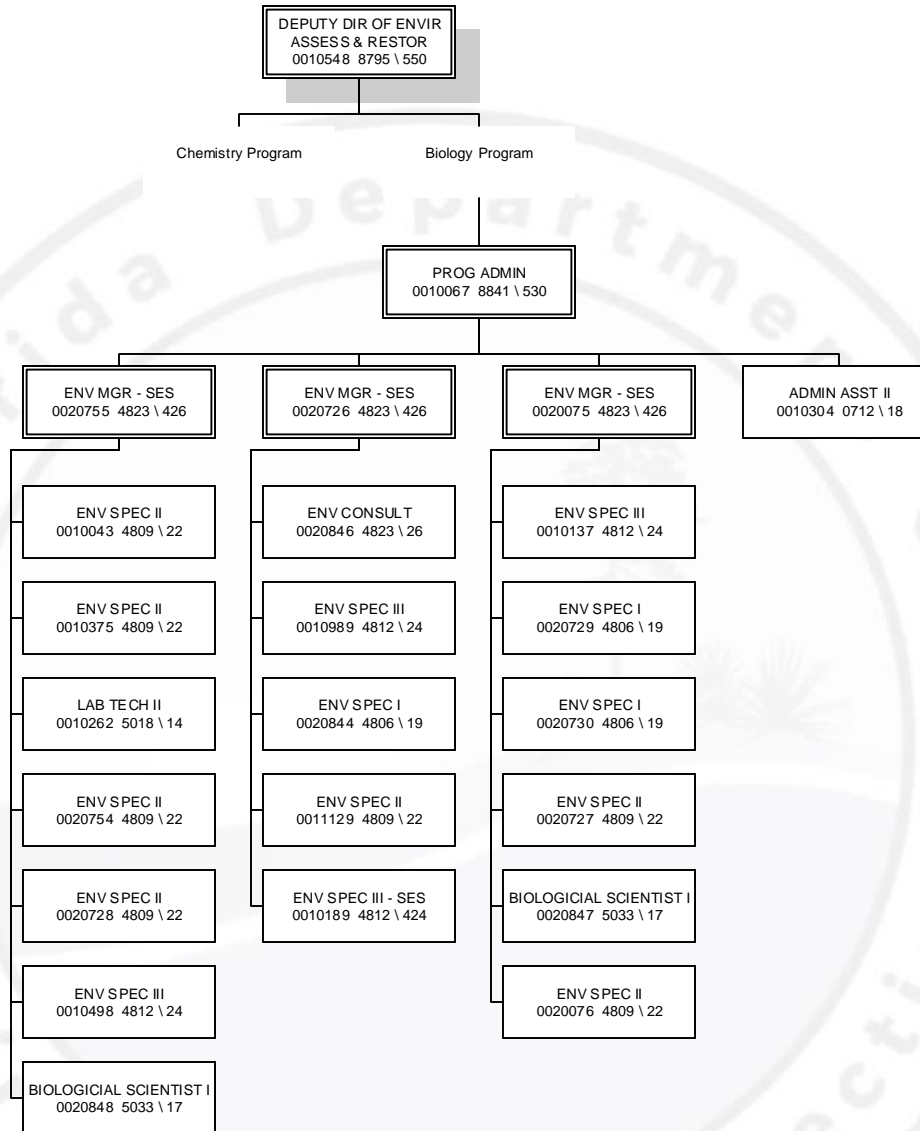 DEPUTY DIR OF ENVIR
ASSESS & RESTOR
0010548 8795 \ 550
Chemistry Program
Biology Program
PROG ADMIN
0010067 8841 \ 530
ENV MGR - SES
0020755 4823 \ 426
ENV MGR - SES
0020726 4823 \ 426
ENV MGR - SES
0020075 4823 \ 426
ADMIN ASST II
0010304 0712 \ 18
ENV SPEC II
0010043 4809 \ 22
ENV SPEC II
0010375 4809 \ 22
LAB TECH II
0010262 5018 \ 14
ENV SPEC II
0020754 4809 \ 22
ENV SPEC II
0020728 4809 \ 22
ENV SPEC III
0010498 4812 \ 24
BIOLOGICIAL SCIENTIST I
0020848 5033 \ 17
ENV CONSULT
0020846 4823 \ 26
ENV SPEC III
0010989 4812 \ 24
ENV SPEC I
0020844 4806 \ 19
ENV SPEC II
0011129 4809 \ 22
ENV SPEC III - SES
0010189 4812 \ 424
ENV SPEC III
0010137 4812 \ 24
ENV SPEC I
0020729 4806 \ 19
ENV SPEC I
0020730 4806 \ 19
ENV SPEC II
0020727 4809 \ 22
BIOLOGICIAL SCIENTIST I
0020847 5033 \ 17
ENV SPEC II
0020076 4809 \ 22
rida Departme
ectio